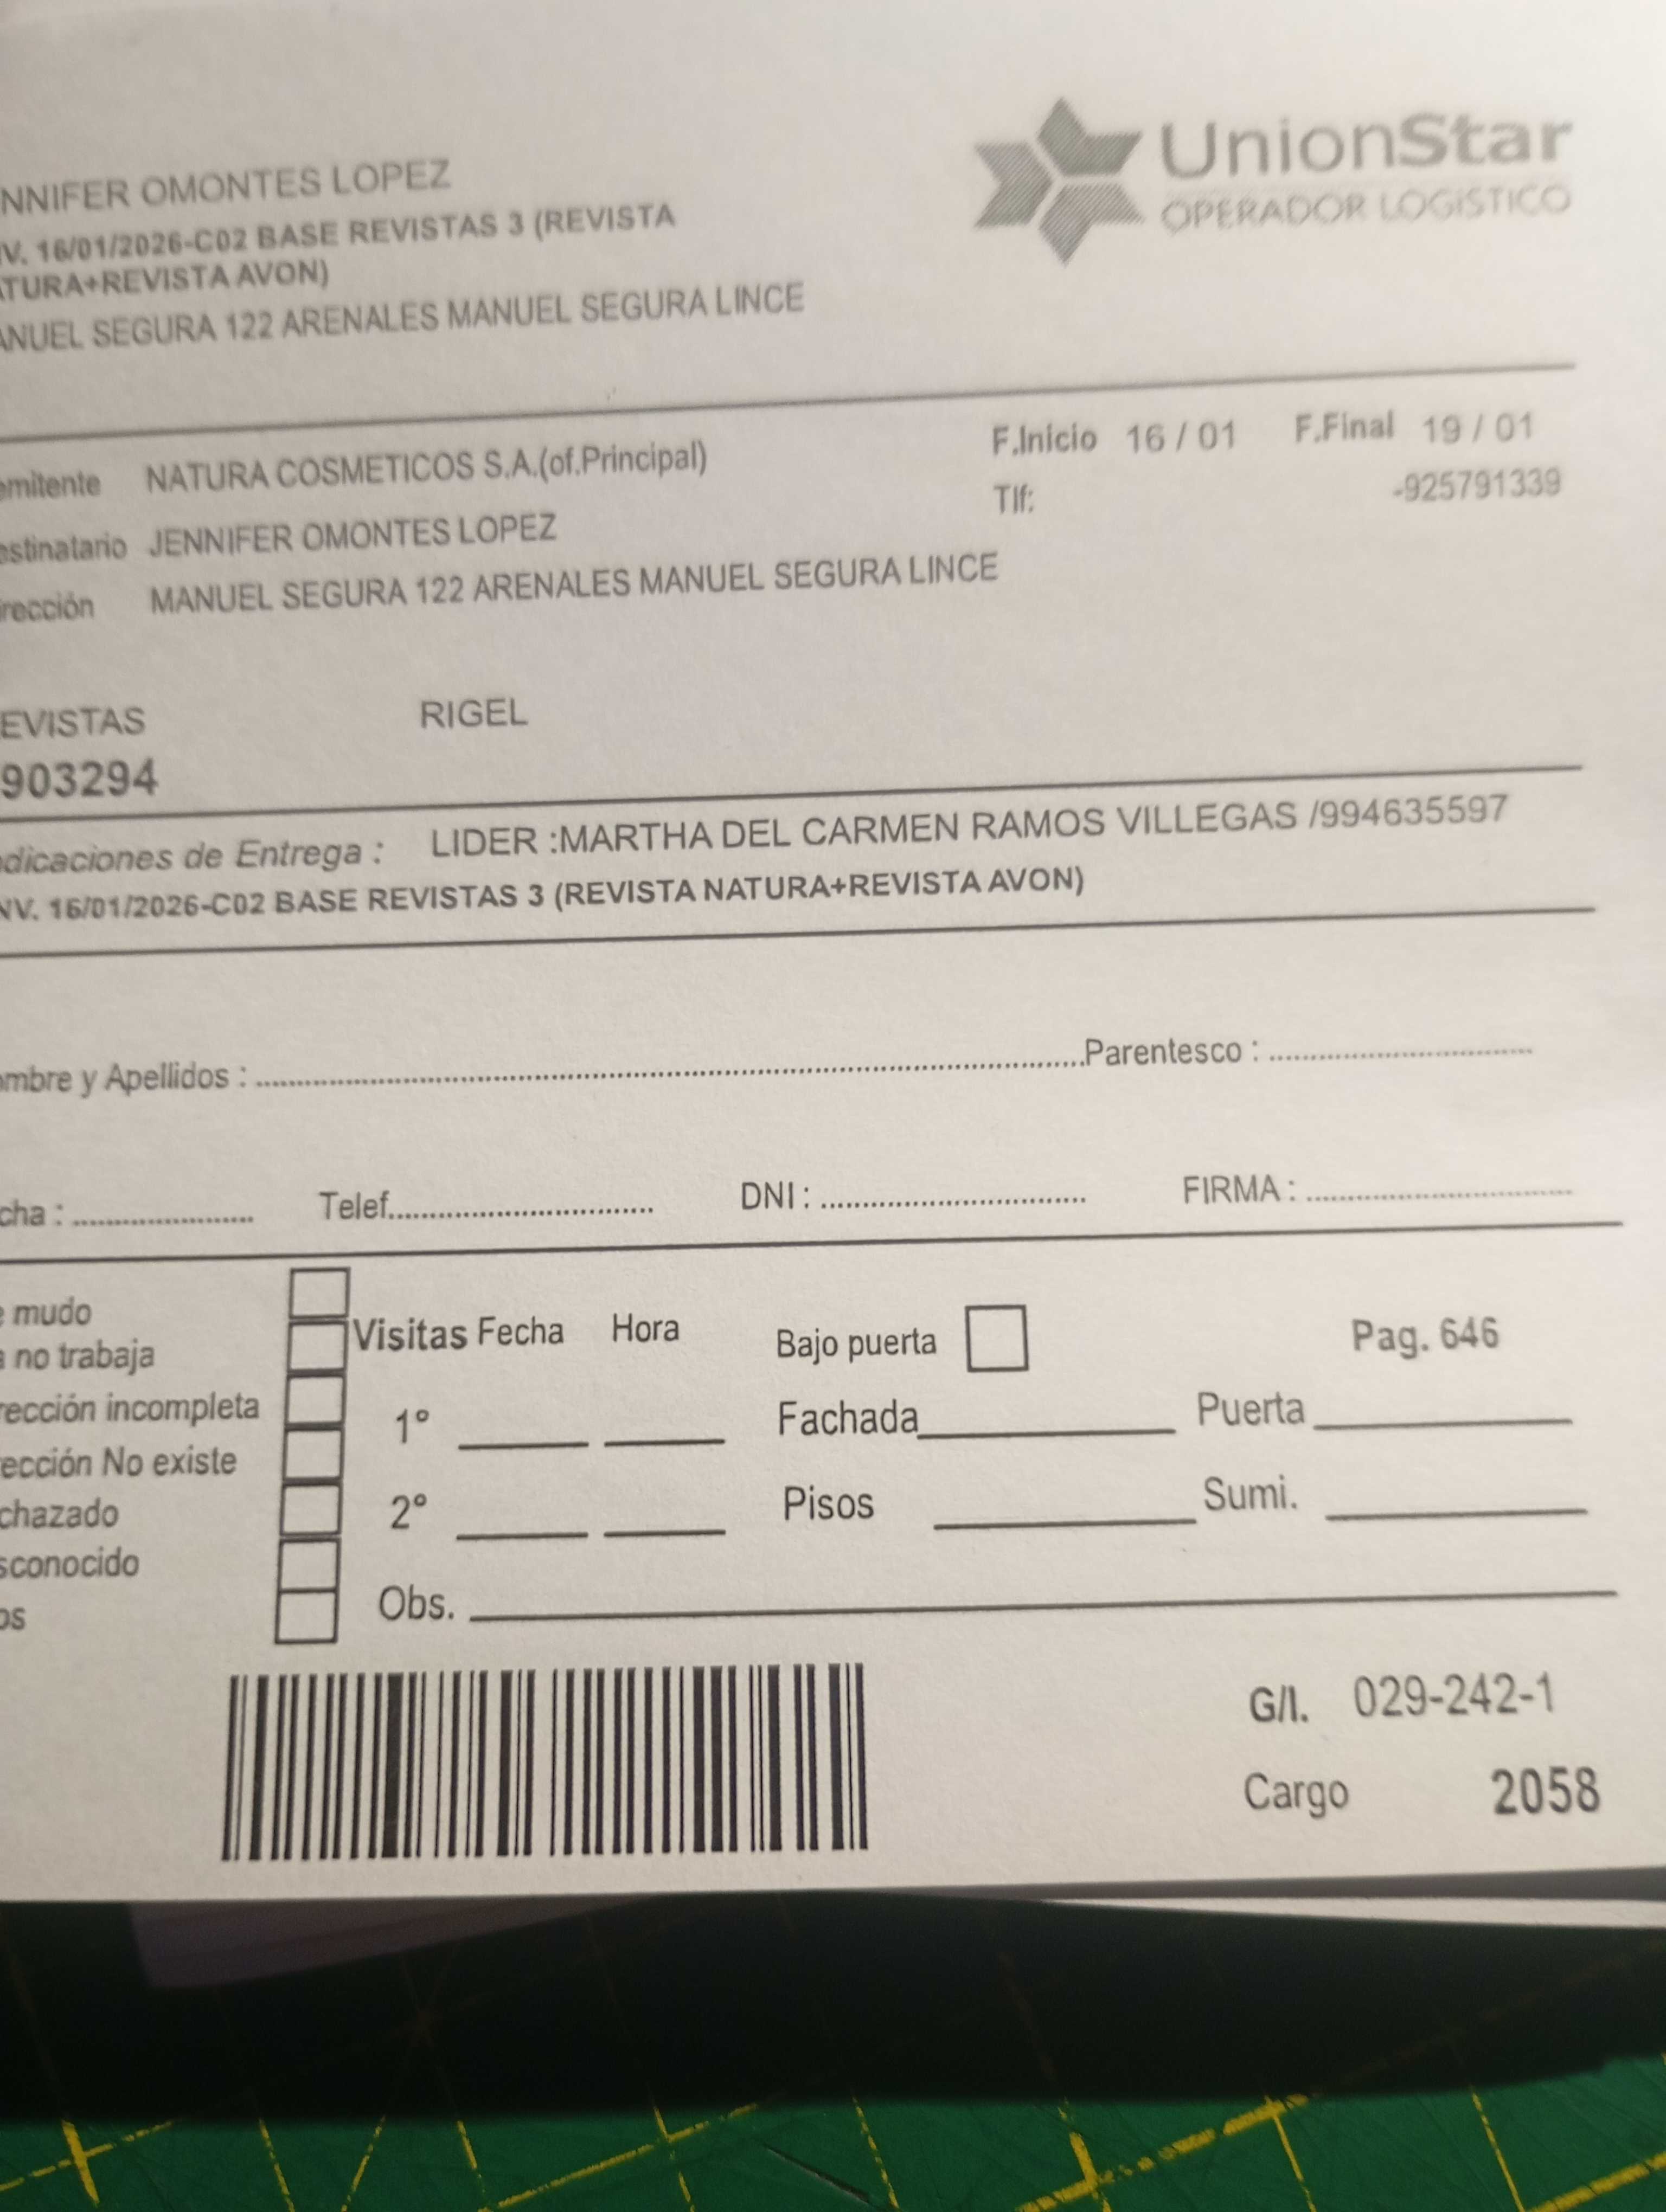 UnionStar
OPERADOR LOGISTICO
NNIFER OMONTES LOPEZ
V. 16/01/2026-C02 BASE REVISTAS 3 (REVISTA
TURA+REVISTA AVON)
ANUEL SEGURA 122 ARENALES MANUEL SEGURA LINCE
emitente NATURA COSMETICOS S.A.(of.Principal) F.Inicio 16 / 01 F.Final 19 / 01
Tlf: -925791339
estinatario JENNIFER OMONTES LOPEZ
irección MANUEL SEGURA 122 ARENALES MANUEL SEGURA LINCE
EVISTAS RIGEL
903294
dicaciones de Entrega : LIDER :MARTHA DEL CARMEN RAMOS VILLEGAS /994635597
NV. 16/01/2026-C02 BASE REVISTAS 3 (REVISTA NATURA+REVISTA AVON)
ombre y Apellidos : Parentesco :
cha : Telef. DNI : FIRMA :
e mudo
a no trabaja
rección incompleta
ección No existe
chazado
sconocido
os
Visitas Fecha Hora
1º
2º
Obs.
Bajo puerta Pag. 646
Fachada Puerta
Pisos Sumi.
G/I. 029-242-1
Cargo 2058